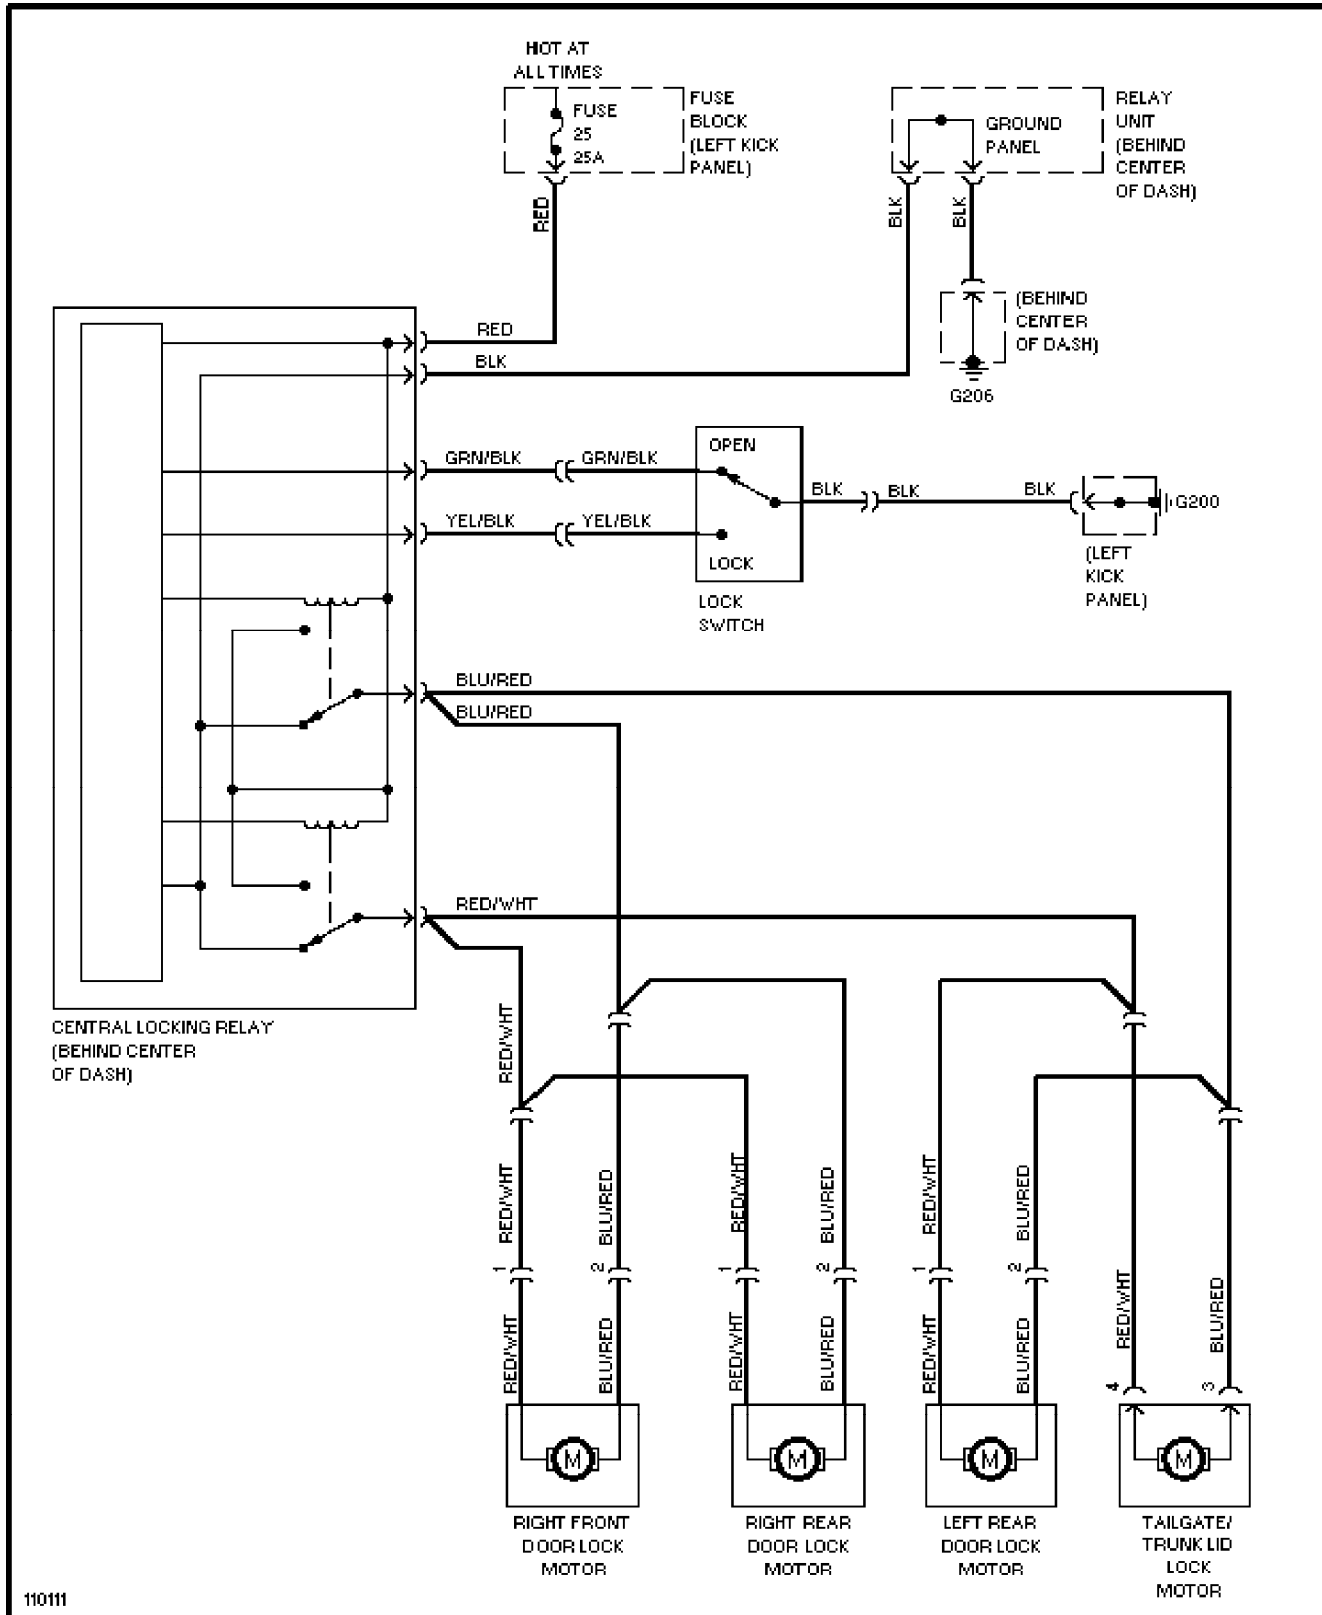 HOT AT
ALL TIMES
FUSE
25
25A
FUSE
BLOCK
(LEFT KICK
PANEL)
GROUND
PANEL
RELAY
UNIT
(BEHIND
CENTER
OF DASH)
RED
BLK
BLK
(BEHIND
CENTER
OF DASH)
G206
RED
BLK
OPEN
GRN/BLK
GRN/BLK
BLK
BLK
BLK
G200
YEL/BLK
YEL/BLK
LOCK
(LEFT
KICK
PANEL)
LOCK
SWITCH
BLU/RED
BLU/RED
RED/WHT
CENTRAL LOCKING RELAY
(BEHIND CENTER
OF DASH)
RED/WHT
RED/WHT
BLU/RED
RED/WHT
BLU/RED
RED/WHT
BLU/RED
1
2
1
2
1
2
RED/WHT
BLU/RED
RED/WHT
BLU/RED
RED/WHT
BLU/RED
RED/WHT
BLU/RED
4
3
M
M
M
M
RIGHT FRONT
DOOR LOCK
MOTOR
RIGHT REAR
DOOR LOCK
MOTOR
LEFT REAR
DOOR LOCK
MOTOR
TAILGATE/
TRUNK LID
LOCK
MOTOR
110111